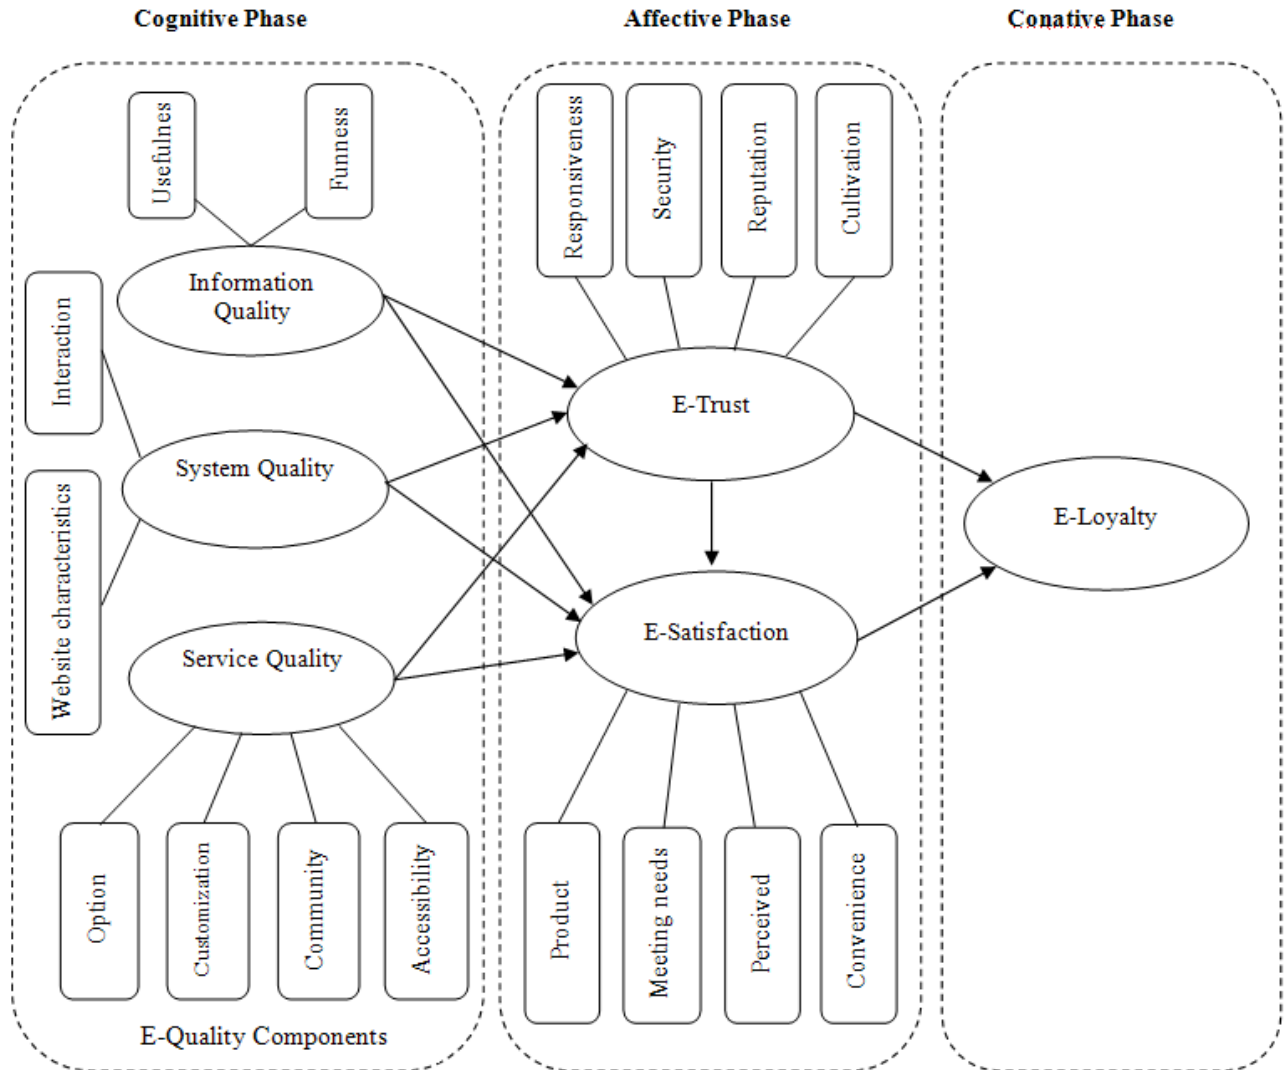 Cognitive Phase
Affective Phase
Conative Phase
Usefulnes
Funness
Responsiveness
Security
Reputation
Cultivation
Information
Quality
Interaction
E-Trust
System Quality
Website characteristics
E-Loyalty
Service Quality
E-Satisfaction
Option
Customization
Community
Accessibility
Product
Meeting needs
Perceived
Convenience
E-Quality Components